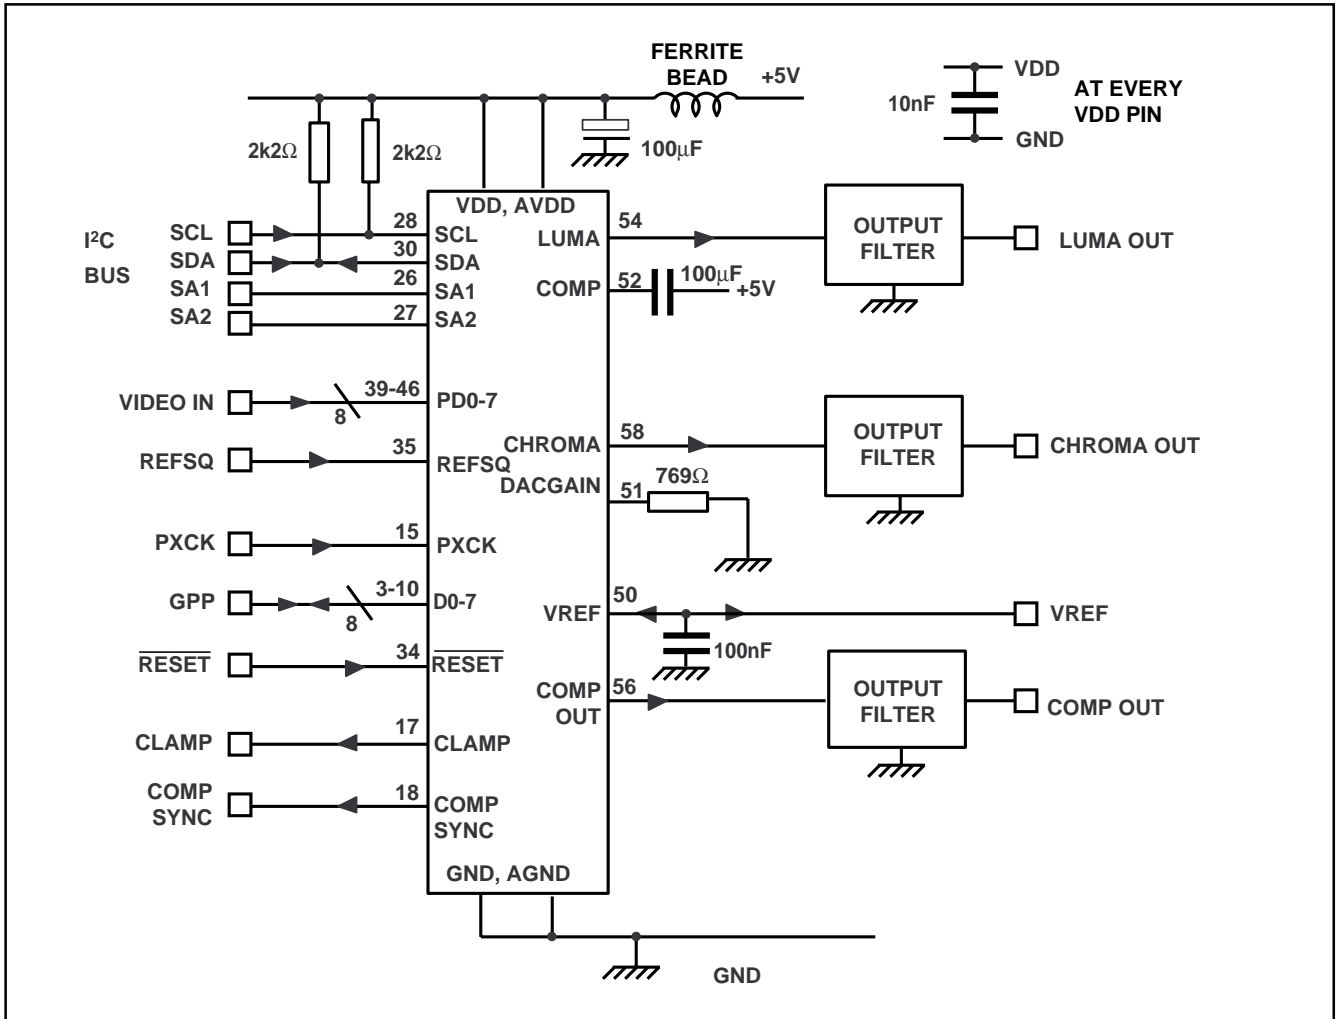 FERRITE
BEAD
+5V
VDD
10nF
AT EVERY
VDD PIN
GND
2k2Ω
2k2Ω
100μF
VDD, AVDD
I²C
BUS
SCL
28
SCL
SDA
30
SDA
SA1
26
SA1
SA2
27
SA2
LUMA
54
OUTPUT
FILTER
LUMA OUT
COMP
52
100μF
+5V
VIDEO IN
8
39-46
PD0-7
REFSQ
35
REFSQ
CHROMA
58
OUTPUT
FILTER
CHROMA OUT
DACGAIN
51
769Ω
PXCK
15
PXCK
GPP
8
3-10
D0-7
VREF
50
VREF
100nF
RESET
34
RESET
COMP
OUT
56
OUTPUT
FILTER
COMP OUT
CLAMP
17
CLAMP
COMP
SYNC
18
COMP
SYNC
GND, AGND
GND